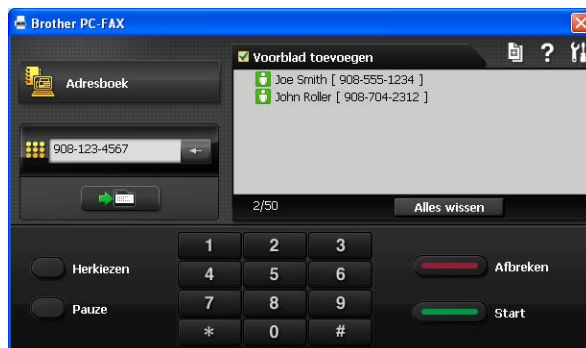 Brother PC-FAX
Adresboek
Voorblad toevoegen
?
Joe Smith [ 908-555-1234 ]
John Roller [ 908-704-2312 ]
908-123-4567
2/50
Alles wissen
Herkiezen
Pauze
1 2 3
4 5 6
7 8 9
* 0 #
Afbreken
Start